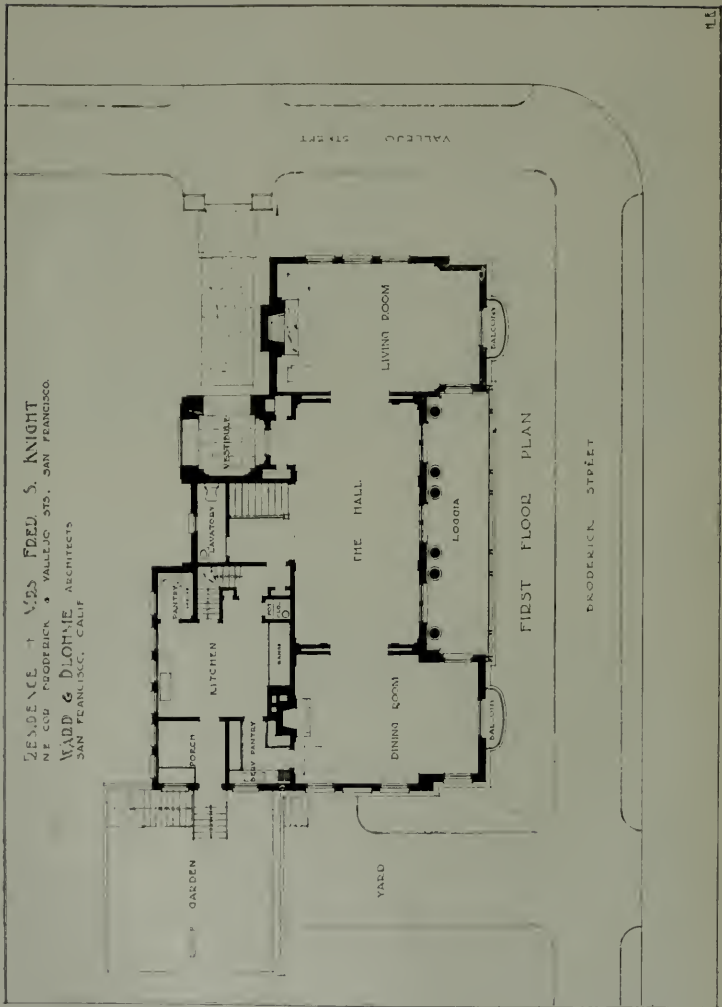 RESIDENCE MRS FRED. S. KNIGHT
NE COR BRODERICK & VALLEJO STS. SAN FRANCISCO.
WARD & BLOHME ARCHITECTS
SAN FRANCISCO, CALIF
VALLEJO STREET
VESTIBULE
LIVING ROOM
BALCONY
LAVATORY
THE HALL
LOGGIA
PANTRY
KITCHEN
PORCH
SERV PANTRY
DINING ROOM
BALCONY
GARDEN
YARD
FIRST FLOOR PLAN
BRODERICK STREET